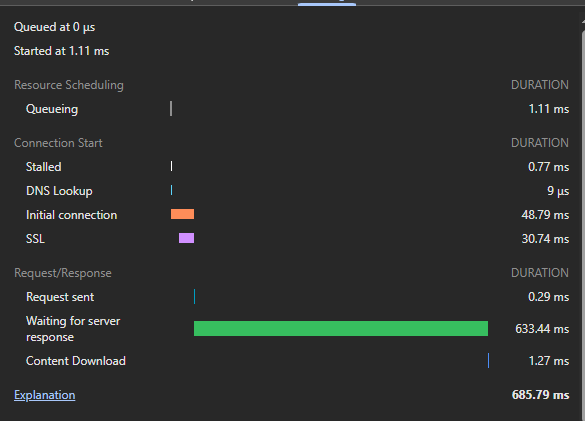 Queued at 0 μs
Started at 1.11 ms
Resource Scheduling DURATION
Queueing 1.11 ms
Connection Start DURATION
Stalled 0.77 ms
DNS Lookup 9 μs
Initial connection 48.79 ms
SSL 30.74 ms
Request/Response DURATION
Request sent 0.29 ms
Waiting for server
response 633.44 ms
Content Download 1.27 ms
Explanation 685.79 ms